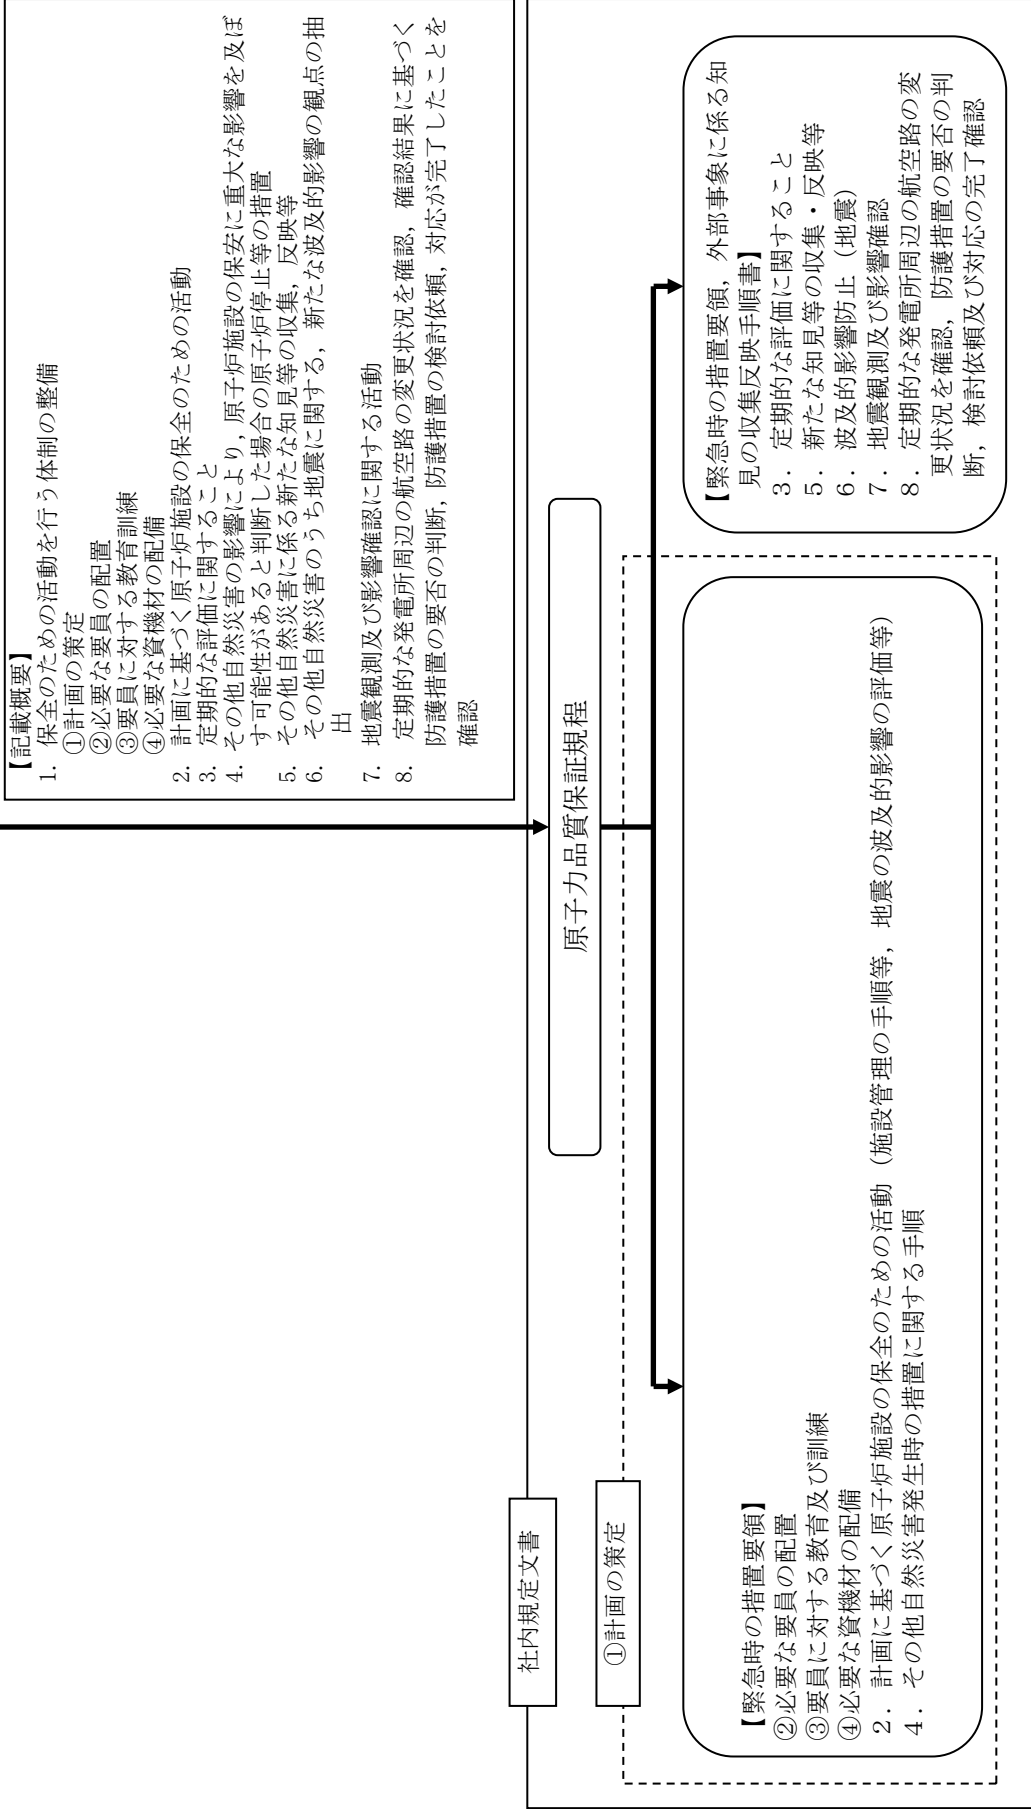 【記載概要】
1. 保全のための活動を行う体制の整備
①計画の策定
②必要な要員の配置
③要員に対する教育訓練
④必要な資機材の配備
2. 計画に基づく原子炉施設の保全のための活動
3. 定期的な評価に関すること
4. その他自然災害の影響により，原子炉施設の保安に重大な影響を及ぼ
す可能性があると判断した場合の原子炉停止等の措置
5. その他自然災害に係る新たな知見等の収集，反映等
6. その他自然災害のうち地震に関する，新たな波及的影響の観点の抽
出
7. 地震観測及び影響確認に関する活動
8. 定期的な発電所周辺の航空路の変更状況を確認，確認結果に基づく
防護措置の要否の判断，防護措置の検討依頼，対応が完了したことを
確認
社内規定文書
原子力品質保証規程
①計画の策定
【緊急時の措置要領】
②必要な要員の配置
③要員に対する教育及び訓練
④必要な資機材の配備
２．計画に基づく原子炉施設の保全のための活動（施設管理の手順等，地震の波及的影響の評価等）
４．その他自然災害発生時の措置に関する手順
【緊急時の措置要領，外部事象に係る知
見の収集反映手順書】
３．定期的な評価に関すること
５．新たな知見等の収集・反映等
６．波及的影響防止（地震）
７．地震観測及び影響確認
８．定期的な発電所周辺の航空路の変
更状況を確認，防護措置の要否の判
断，検討依頼及び対応の完了確認